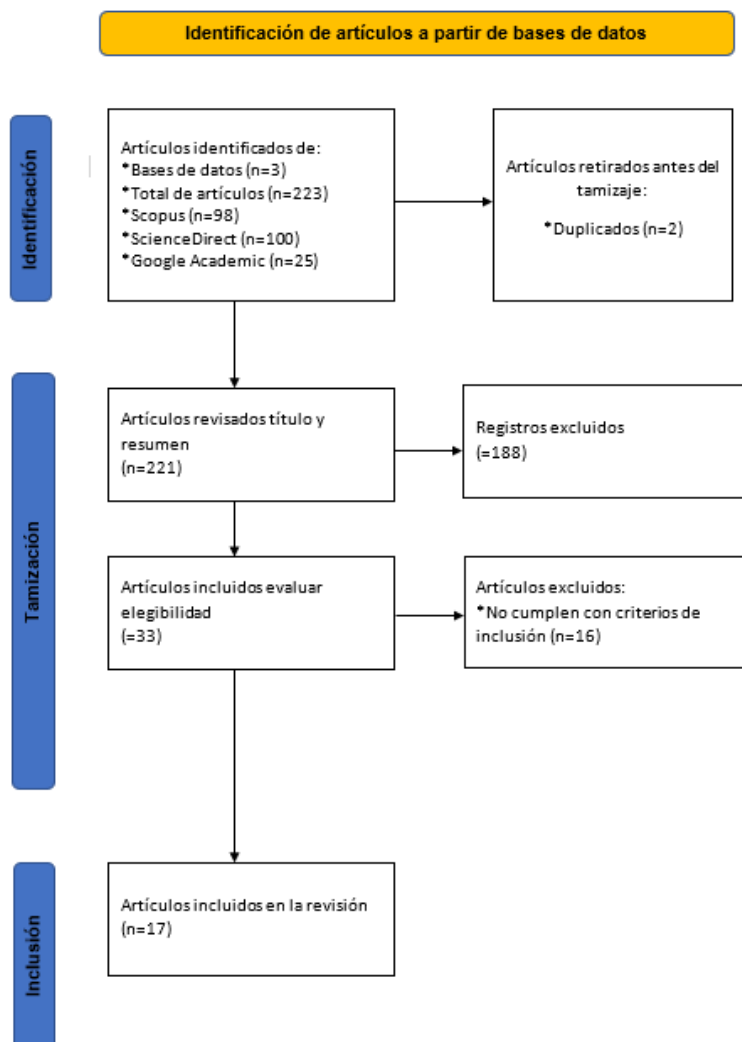 Identificación de artículos a partir de bases de datos
Identificación
Artículos identificados de:
*Bases de datos (n=3)
*Total de artículos (n=223)
*Scopus (n=98)
*ScienceDirect (n=100)
*Google Academic (n=25)
Artículos retirados antes del
tamizaje:
*Duplicados (n=2)
Tamización
Artículos revisados título y
resumen
(n=221)
Registros excluidos
(=188)
Artículos incluidos evaluar
elegibilidad
(=33)
Artículos excluidos:
*No cumplen con criterios de
inclusión (n=16)
Inclusión
Artículos incluidos en la revisión
(n=17)